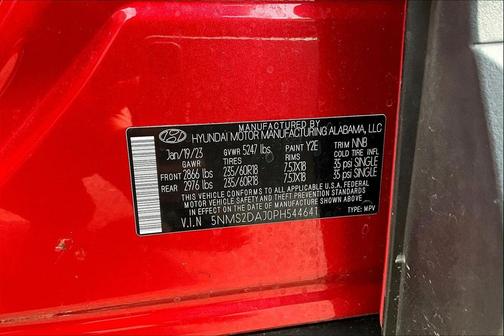 MANUFACTURED BY
HYUNDAI MOTOR MANUFACTURING ALABAMA, LLC
Jan/19/23 GVWR 5247 lbs. PAINT Y2E TRIM NNB
GAWR TIRES RIMS COLD TIRE INFL.
FRONT 2866 lbs 235/60R18 7.5JX18 35 psi SINGLE
REAR 2976 lbs 235/60R18 7.5JX18 35 psi SINGLE
THIS VEHICLE CONFORMS TO ALL APPLICABLE U.S.A FEDERAL
MOTOR VEHICLE SAFETY AND THEFT PREVENTION STANDARDS
IN EFFECT ON THE DATE OF MANUFACTURE SHOWN ABOVE.
V.I.N 5NMS2DAJ0PH544641 TYPE: MPV